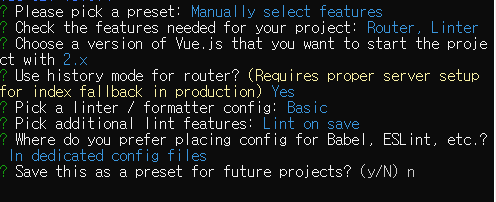 ? Please pick a preset: Manually select features
? Check the features needed for your project: Router, Linter
? Choose a version of Vue.js that you want to start the proje
ct with 2.x
? Use history mode for router? (Requires proper server setup
for index fallback in production) Yes
? Pick a linter / formatter config: Basic
? Pick additional lint features: Lint on save
? Where do you prefer placing config for Babel, ESLint, etc.?
In dedicated config files
? Save this as a preset for future projects? (y/N) n